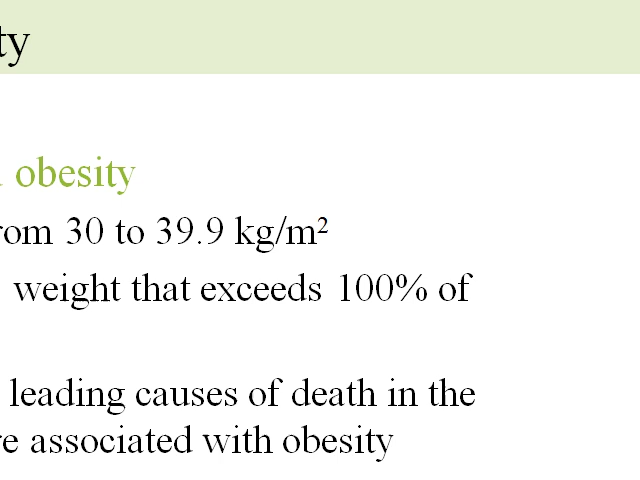 ty
obesity
rom 30 to 39.9 kg/m²
weight that exceeds 100% of
leading causes of death in the
re associated with obesity